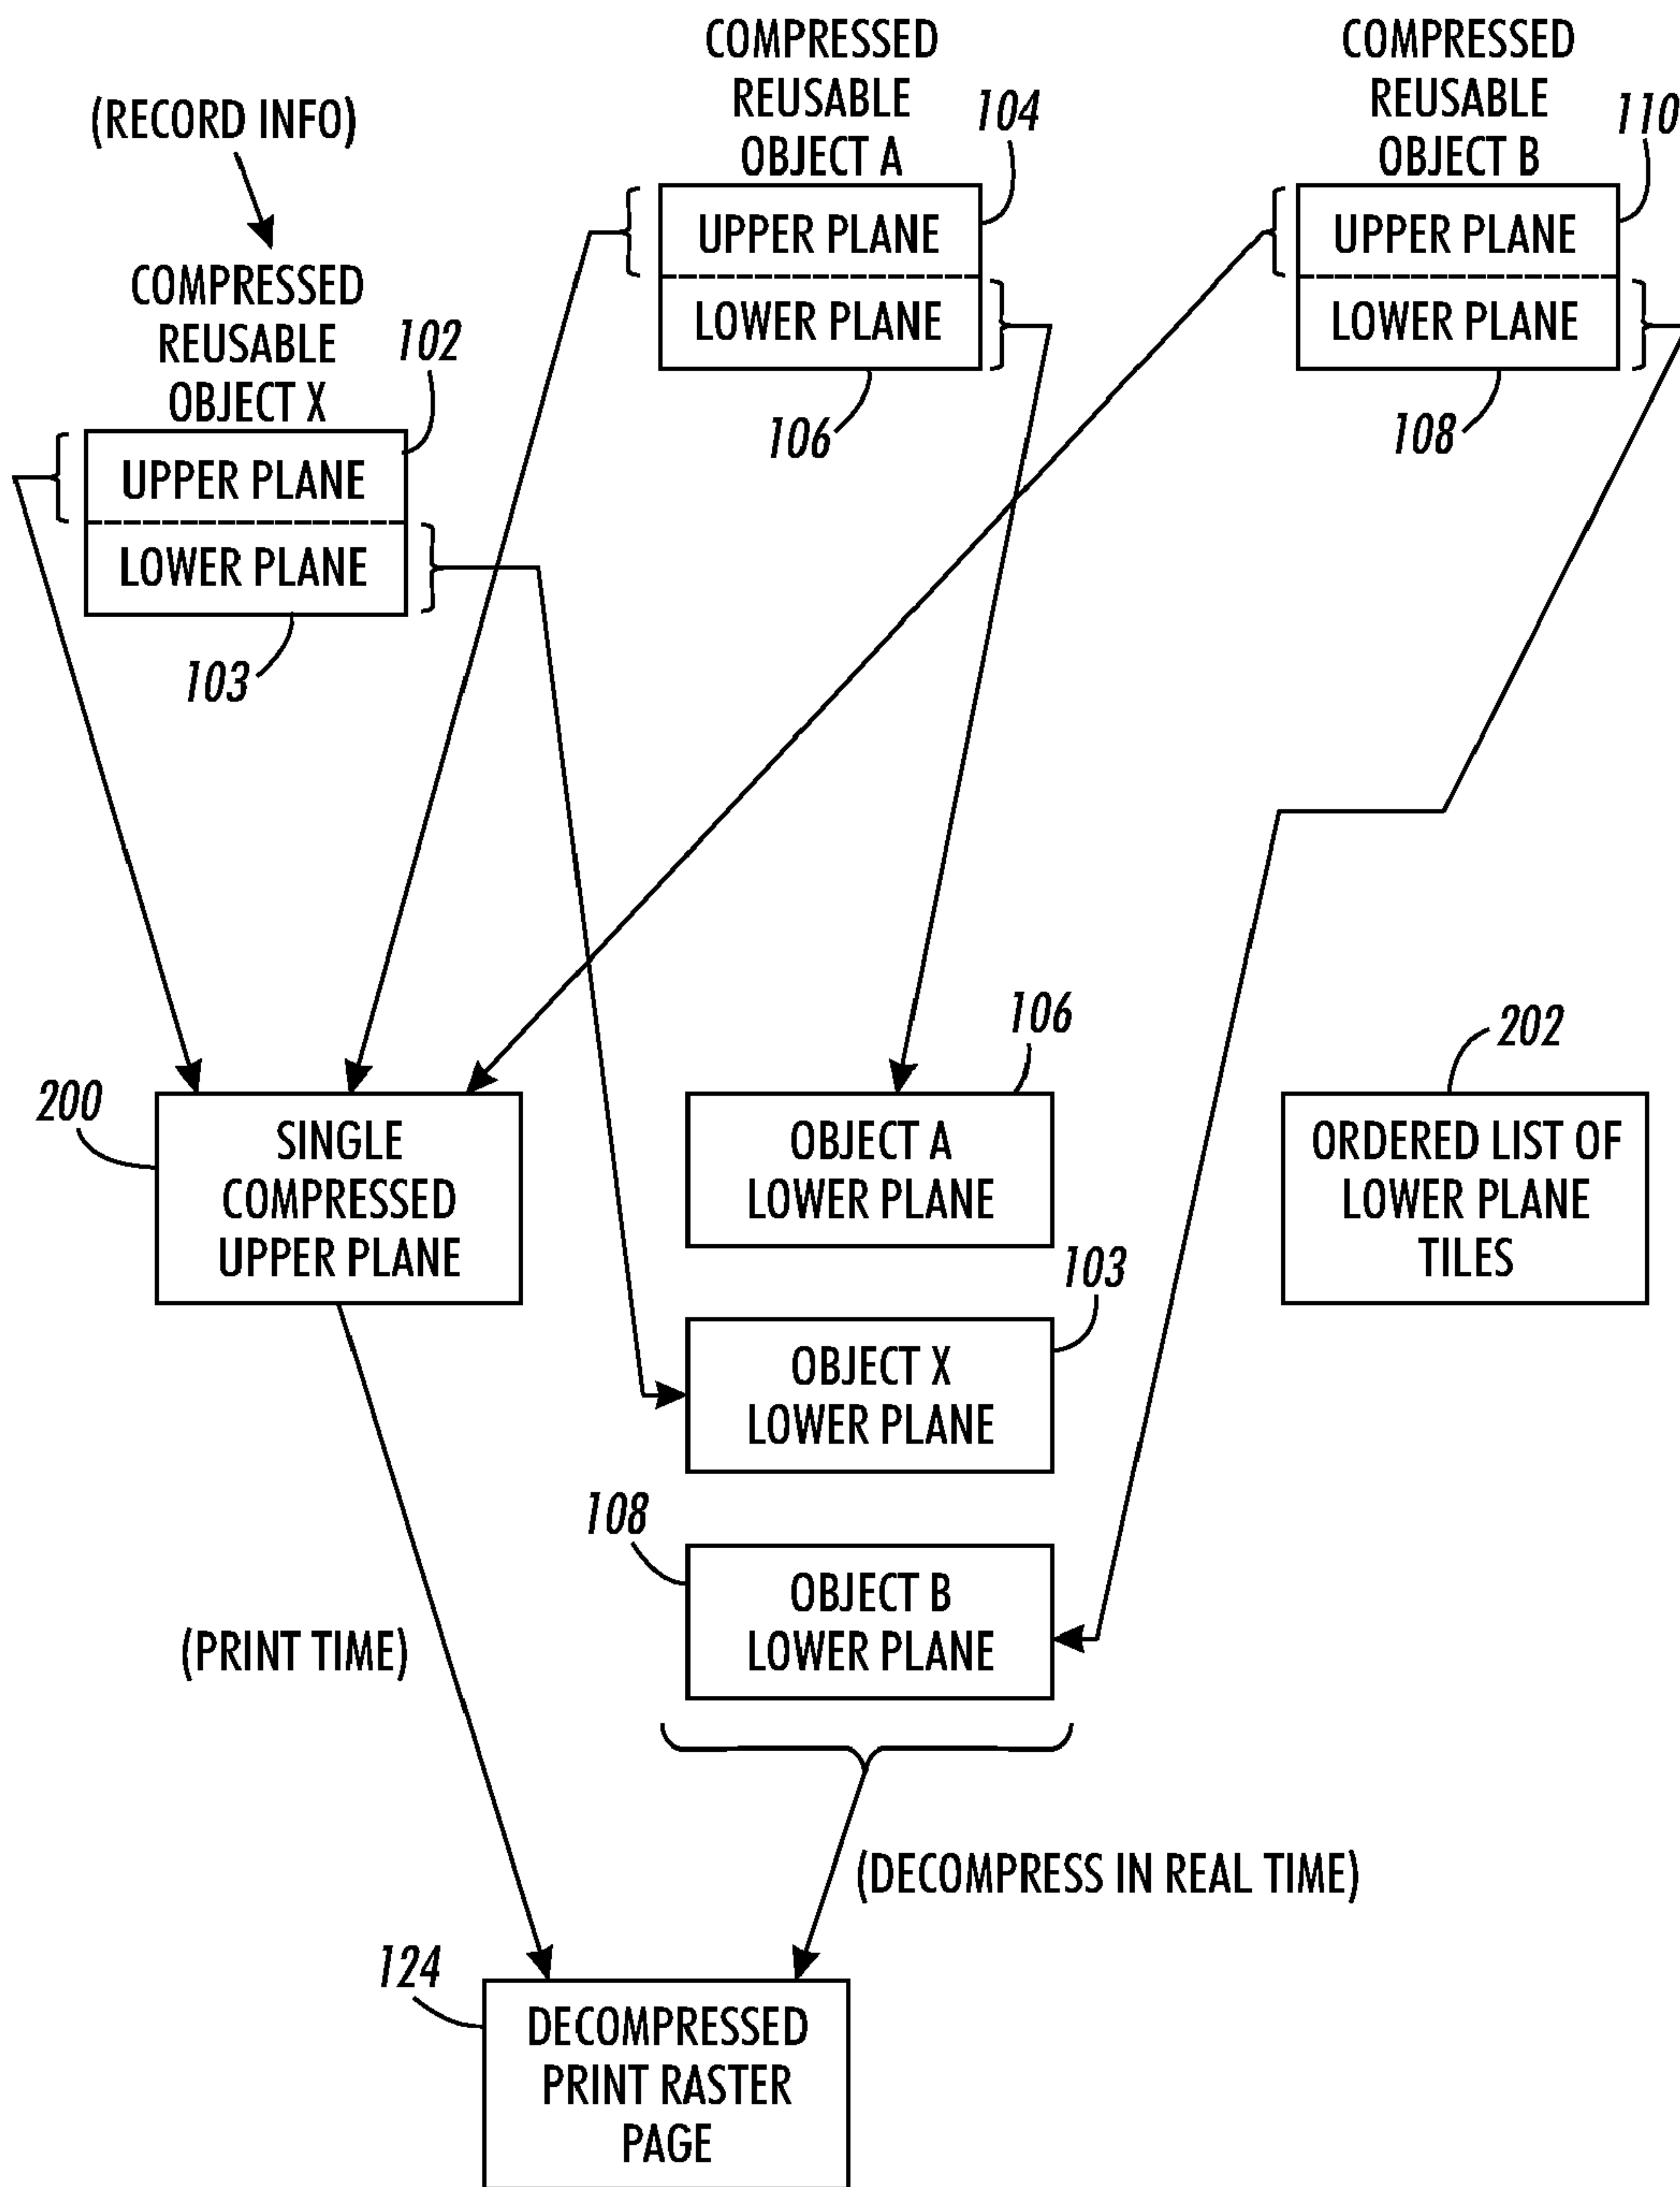 (RECORD INFO)
COMPRESSED
REUSABLE
OBJECT X
102
UPPER PLANE
LOWER PLANE
103
COMPRESSED
REUSABLE
OBJECT A
104
UPPER PLANE
LOWER PLANE
106
COMPRESSED
REUSABLE
OBJECT B
110
UPPER PLANE
LOWER PLANE
108
200
SINGLE
COMPRESSED
UPPER PLANE
106
OBJECT A
LOWER PLANE
202
ORDERED LIST OF
LOWER PLANE
TILES
103
OBJECT X
LOWER PLANE
108
OBJECT B
LOWER PLANE
(PRINT TIME)
(DECOMPRESS IN REAL TIME)
124
DECOMPRESSED
PRINT RASTER
PAGE